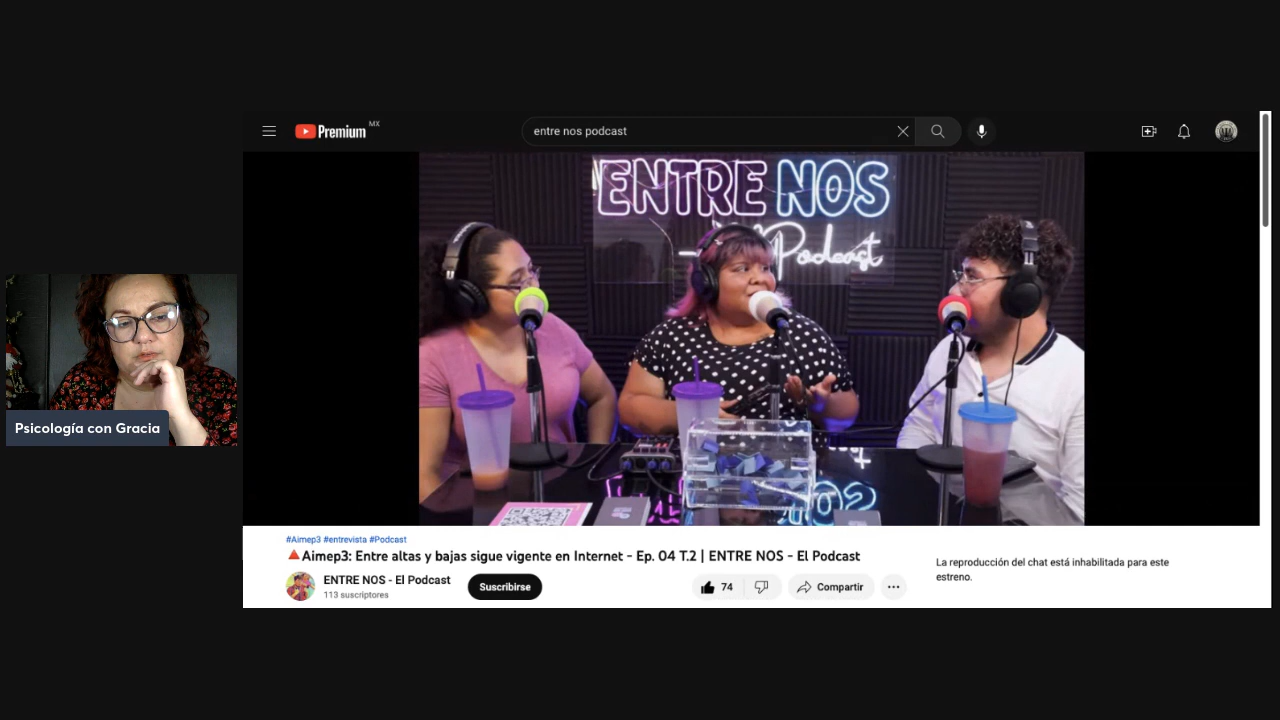 Premium MX
entre nos podcast
ENTRE NOS
Podcast
Psicología con Gracia
#Aimep3 #entrevista #Podcast
Aimep3: Entre altas y bajas sigue vigente en Internet - Ep. 04 T.2 | ENTRE NOS - El Podcast
ENTRE NOS - El Podcast
113 suscriptores
Suscribirse
74
Compartir
La reproducción del chat está inhabilitada para este
estreno.